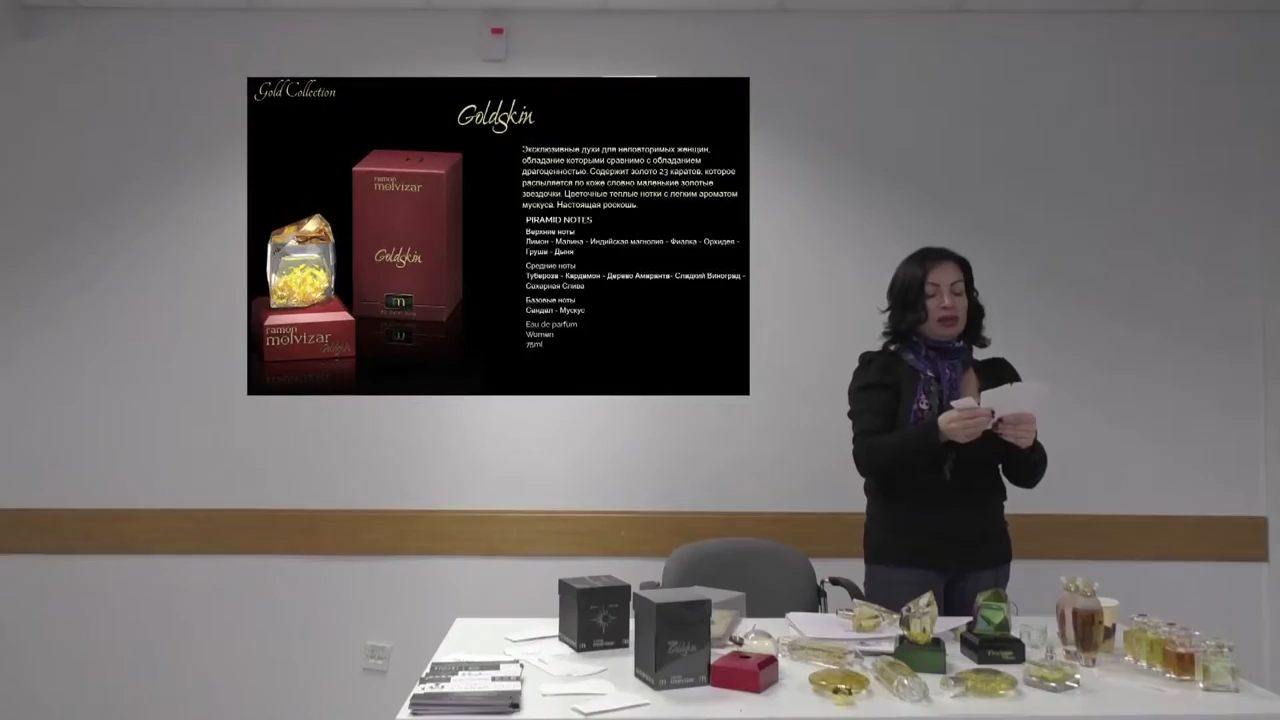 Gold Collection
Goldskin
Эксклюзивные духи для неповторимых женщин,
обладание которыми сравнимо с обладанием
драгоценностью. Содержит золото 23 каратов, которое
распыляется по коже словно маленькие золотые
звездочки. Цветочные теплые нотки с легким ароматом
мускуса. Настоящая роскошь.
PIRAMID NOTES
Верхние ноты
Лимон - Малина - Индийская магнолия - Фиалка - Орхидея -
Груша - Дыня
Средние ноты
Тубероза - Кардамон - Дерево Амаранта- Сладкий Виноград -
Сахарная Слива
Базовые ноты
Сандал - Мускус
Eau de parfum
Women
75ml
ramon
molvizar
Goldskin
m
ramon
molvizar
Goldskin
Goldskin